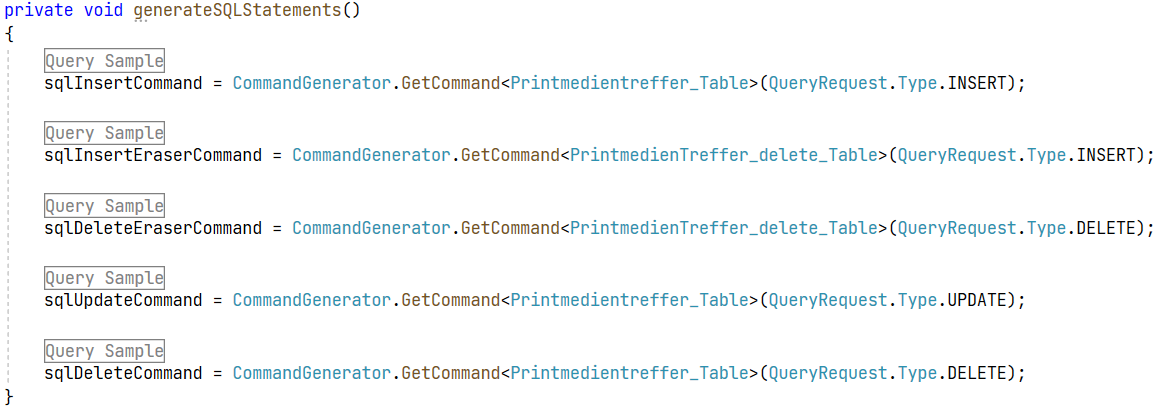 private void generateSQLStatements()
{
Query Sample
sqlInsertCommand = CommandGenerator.GetCommand<Printmedientreffer_Table>(QueryRequest.Type.INSERT);
Query Sample
sqlInsertEraserCommand = CommandGenerator.GetCommand<PrintmedienTreffer_delete_Table>(QueryRequest.Type.INSERT);
Query Sample
sqlDeleteEraserCommand = CommandGenerator.GetCommand<PrintmedienTreffer_delete_Table>(QueryRequest.Type.DELETE);
Query Sample
sqlUpdateCommand = CommandGenerator.GetCommand<Printmedientreffer_Table>(QueryRequest.Type.UPDATE);
Query Sample
sqlDeleteCommand = CommandGenerator.GetCommand<Printmedientreffer_Table>(QueryRequest.Type.DELETE);
}